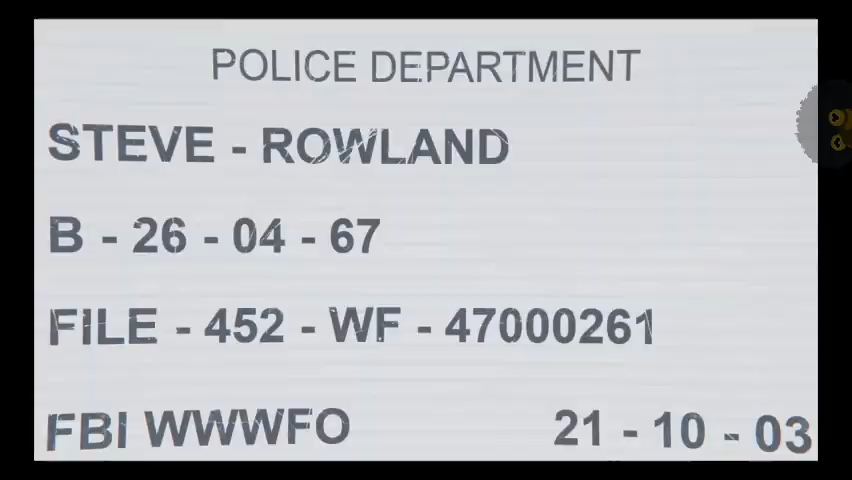 POLICE DEPARTMENT
STEVE - ROWLAND
B - 26 - 04 - 67
FILE - 452 - WF - 47000261
FBI WWWFO 21 - 10 - 03